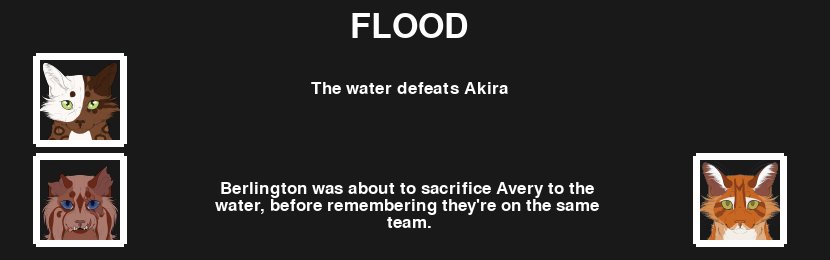 FLOOD
The water defeats Akira
Berlington was about to sacrifice Avery to the
water, before remembering they're on the same
team.